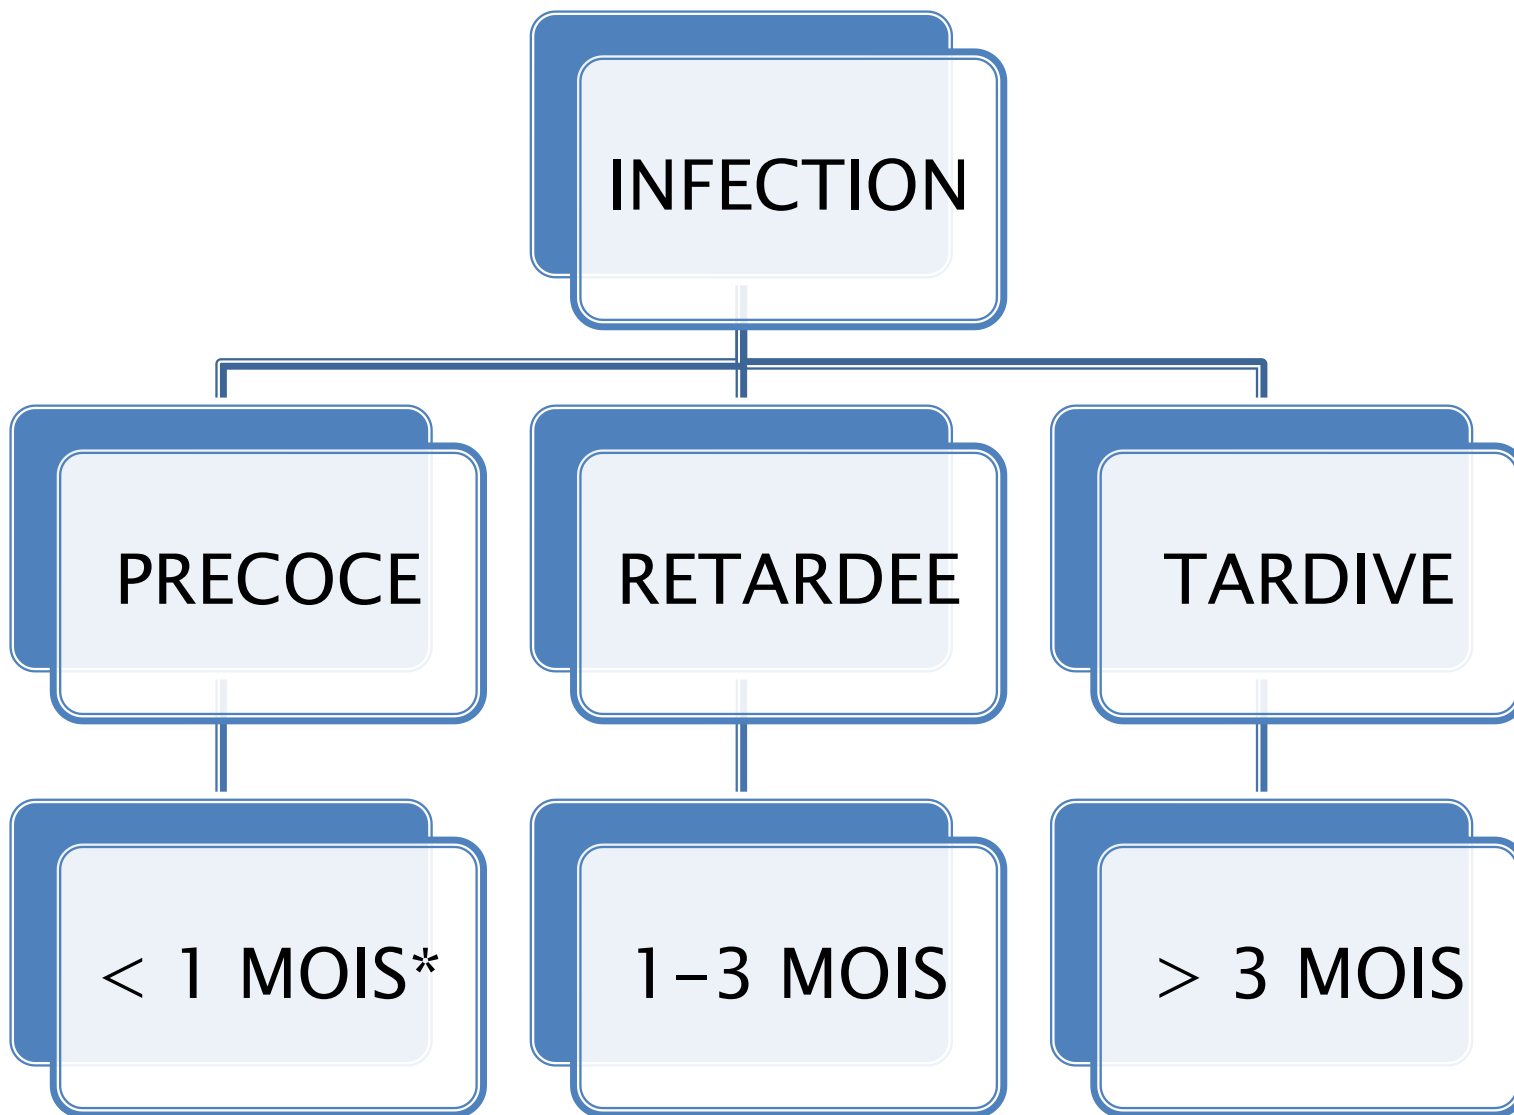 INFECTION
PRECOCE
RETARDEE
TARDIVE
< 1 MOIS*
1-3 MOIS
> 3 MOIS